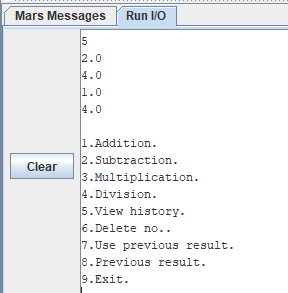 Mars Messages Run I/O
5
2.0
4.0
1.0
4.0
1.Addition.
2.Subtraction.
3.Multiplication.
Clear
4.Division.
5.View history.
6.Delete no..
7.Use previous result.
8.Previous result.
9.Exit.